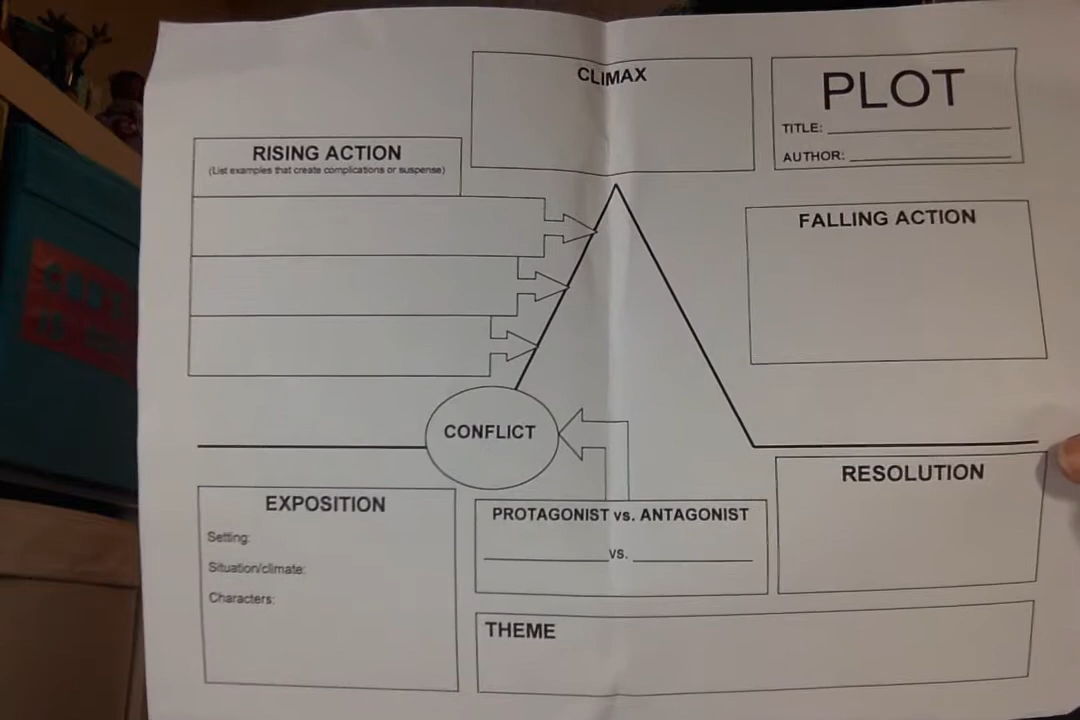 CLIMAX
PLOT
TITLE:
AUTHOR:
RISING ACTION
(List examples that create complications or suspense)
FALLING ACTION
CONFLICT
EXPOSITION
Setting:
Situation/climate:
Characters:
PROTAGONIST vs. ANTAGONIST
VS.
RESOLUTION
THEME